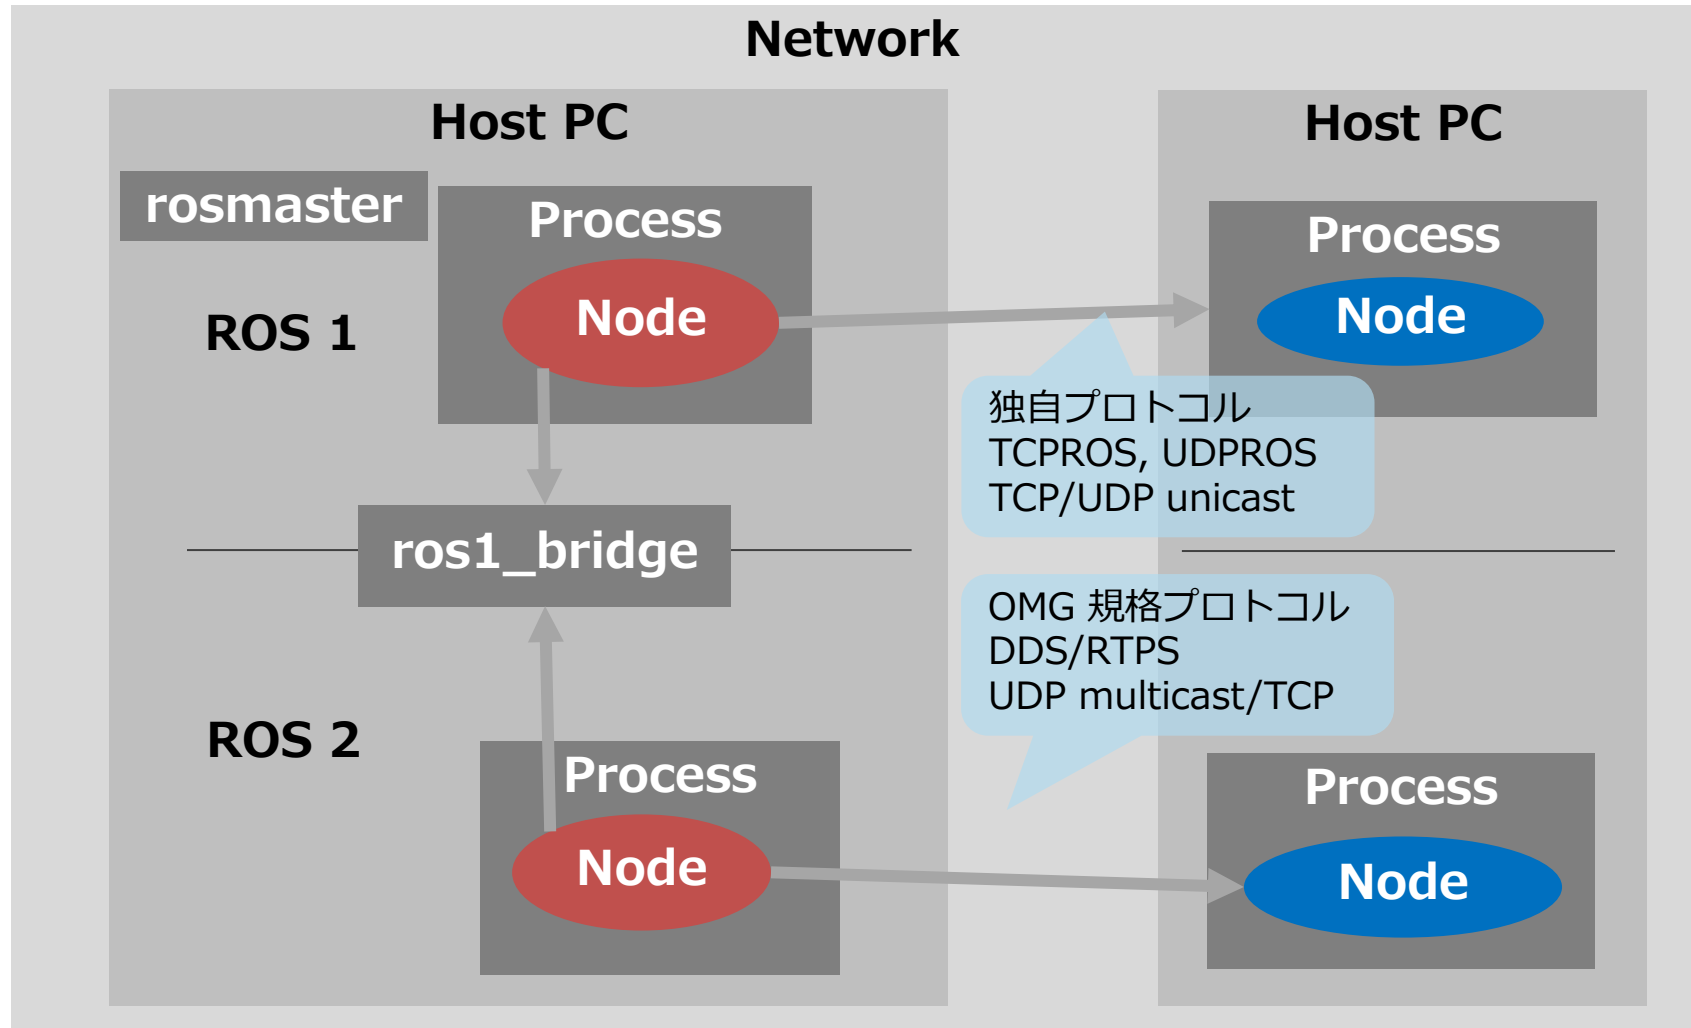 Network
Host PC
Host PC
rosmaster
Process
Process
Node
Node
ROS 1
独自プロトコル
TCPROS, UDPROS
TCP/UDP unicast
ros1_bridge
OMG 規格プロトコル
DDS/RTPS
UDP multicast/TCP
ROS 2
Process
Process
Node
Node